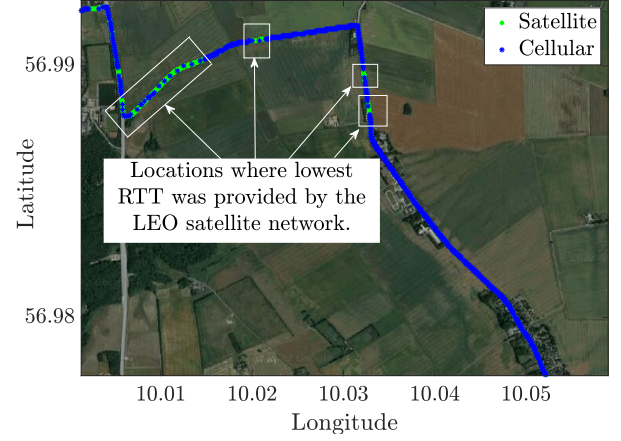 Satellite
Cellular
56.99
Latitude
Locations where lowest
RTT was provided by the
LEO satellite network.
56.98
10.01 10.02 10.03 10.04 10.05
Longitude